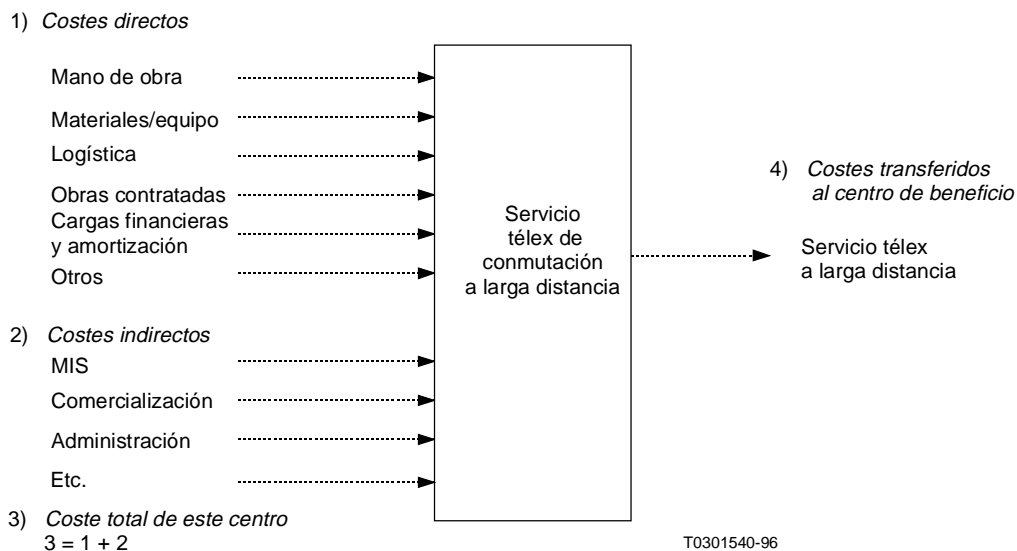 1) Costes directos
Mano de obra
Materiales/equipo
Logística
Obras contratadas
Cargas financieras
y amortización
Otros
2) Costes indirectos
MIS
Comercialización
Administración
Etc.
3) Coste total de este centro
3 = 1 + 2
Servicio
télex de
conmutación
a larga distancia
4) Costes transferidos
al centro de beneficio
Servicio télex
a larga distancia
T0301540-96